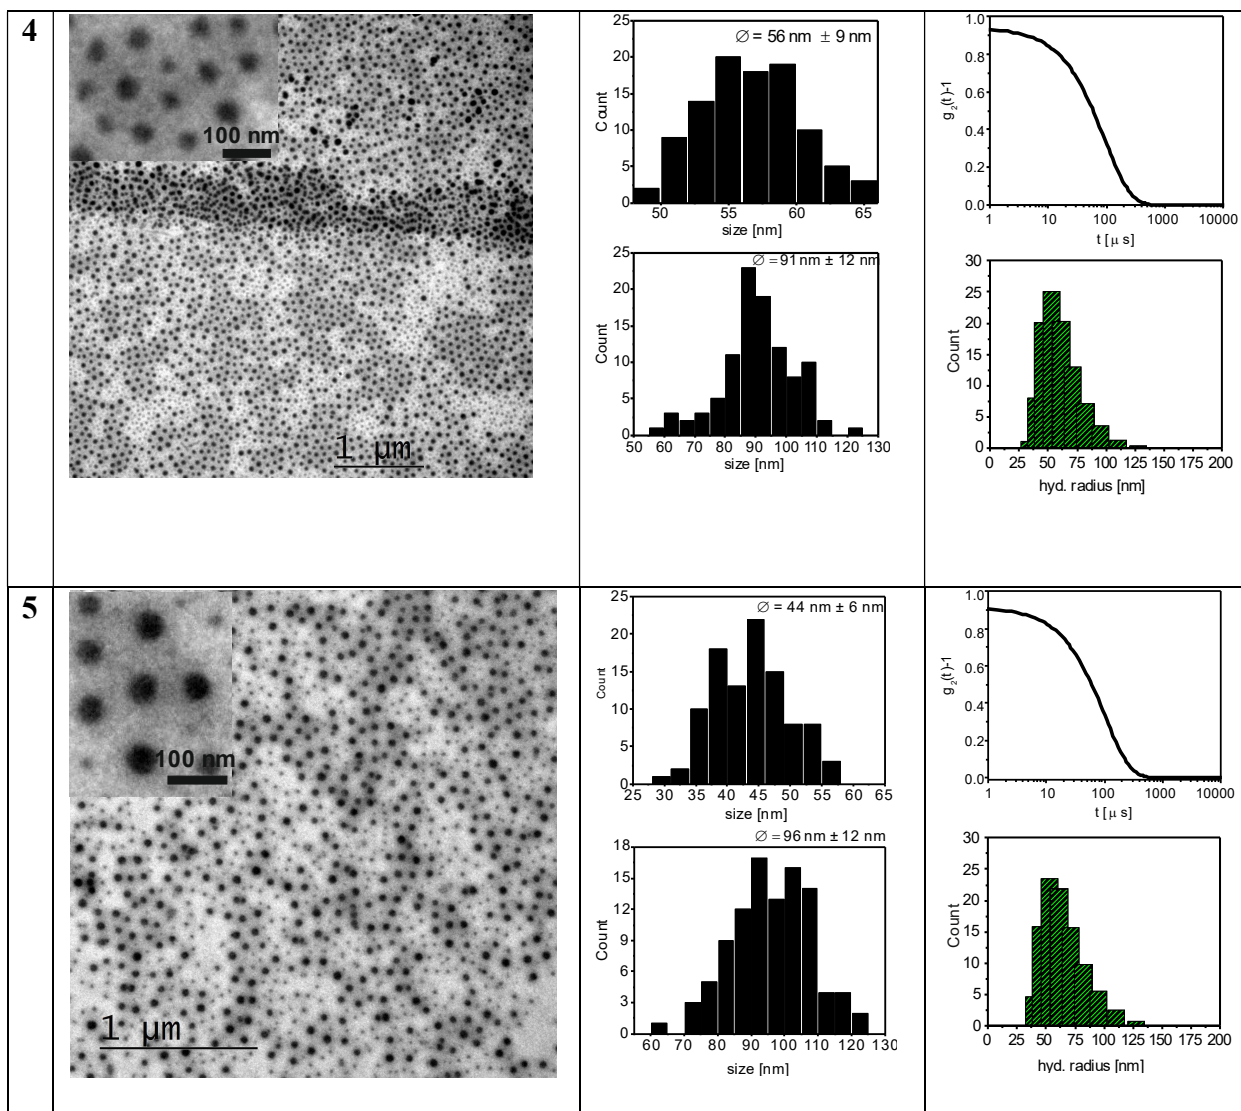 4
100 nm
1 μm
Ø = 56 nm ± 9 nm
25
20
15
10
5
0
Count
50 55 60 65
size [nm]
Ø = 91 nm ± 12 nm
25
20
15
10
5
0
Count
50 60 70 80 90 100 110 120 130
size [nm]
1.0
0.8
0.6
0.4
0.2
0.0
g₂(t)-1
1 10 100 1000 10000
t [μ s]
30
25
20
15
10
5
0
Count
0 25 50 75 100 125 150 175 200
hyd. radius [nm]
5
100 nm
1 μm
Ø = 44 nm ± 6 nm
25
20
15
10
5
0
Count
25 30 35 40 45 50 55 60 65
size [nm]
Ø = 96 nm ± 12 nm
18
15
12
9
6
3
0
Count
60 70 80 90 100 110 120 130
size [nm]
1.0
0.8
0.6
0.4
0.2
0.0
g₂(t)-1
1 10 100 1000 10000
t [μ s]
30
25
20
15
10
5
0
Count
0 25 50 75 100 125 150 175 200
hyd. radius [nm]